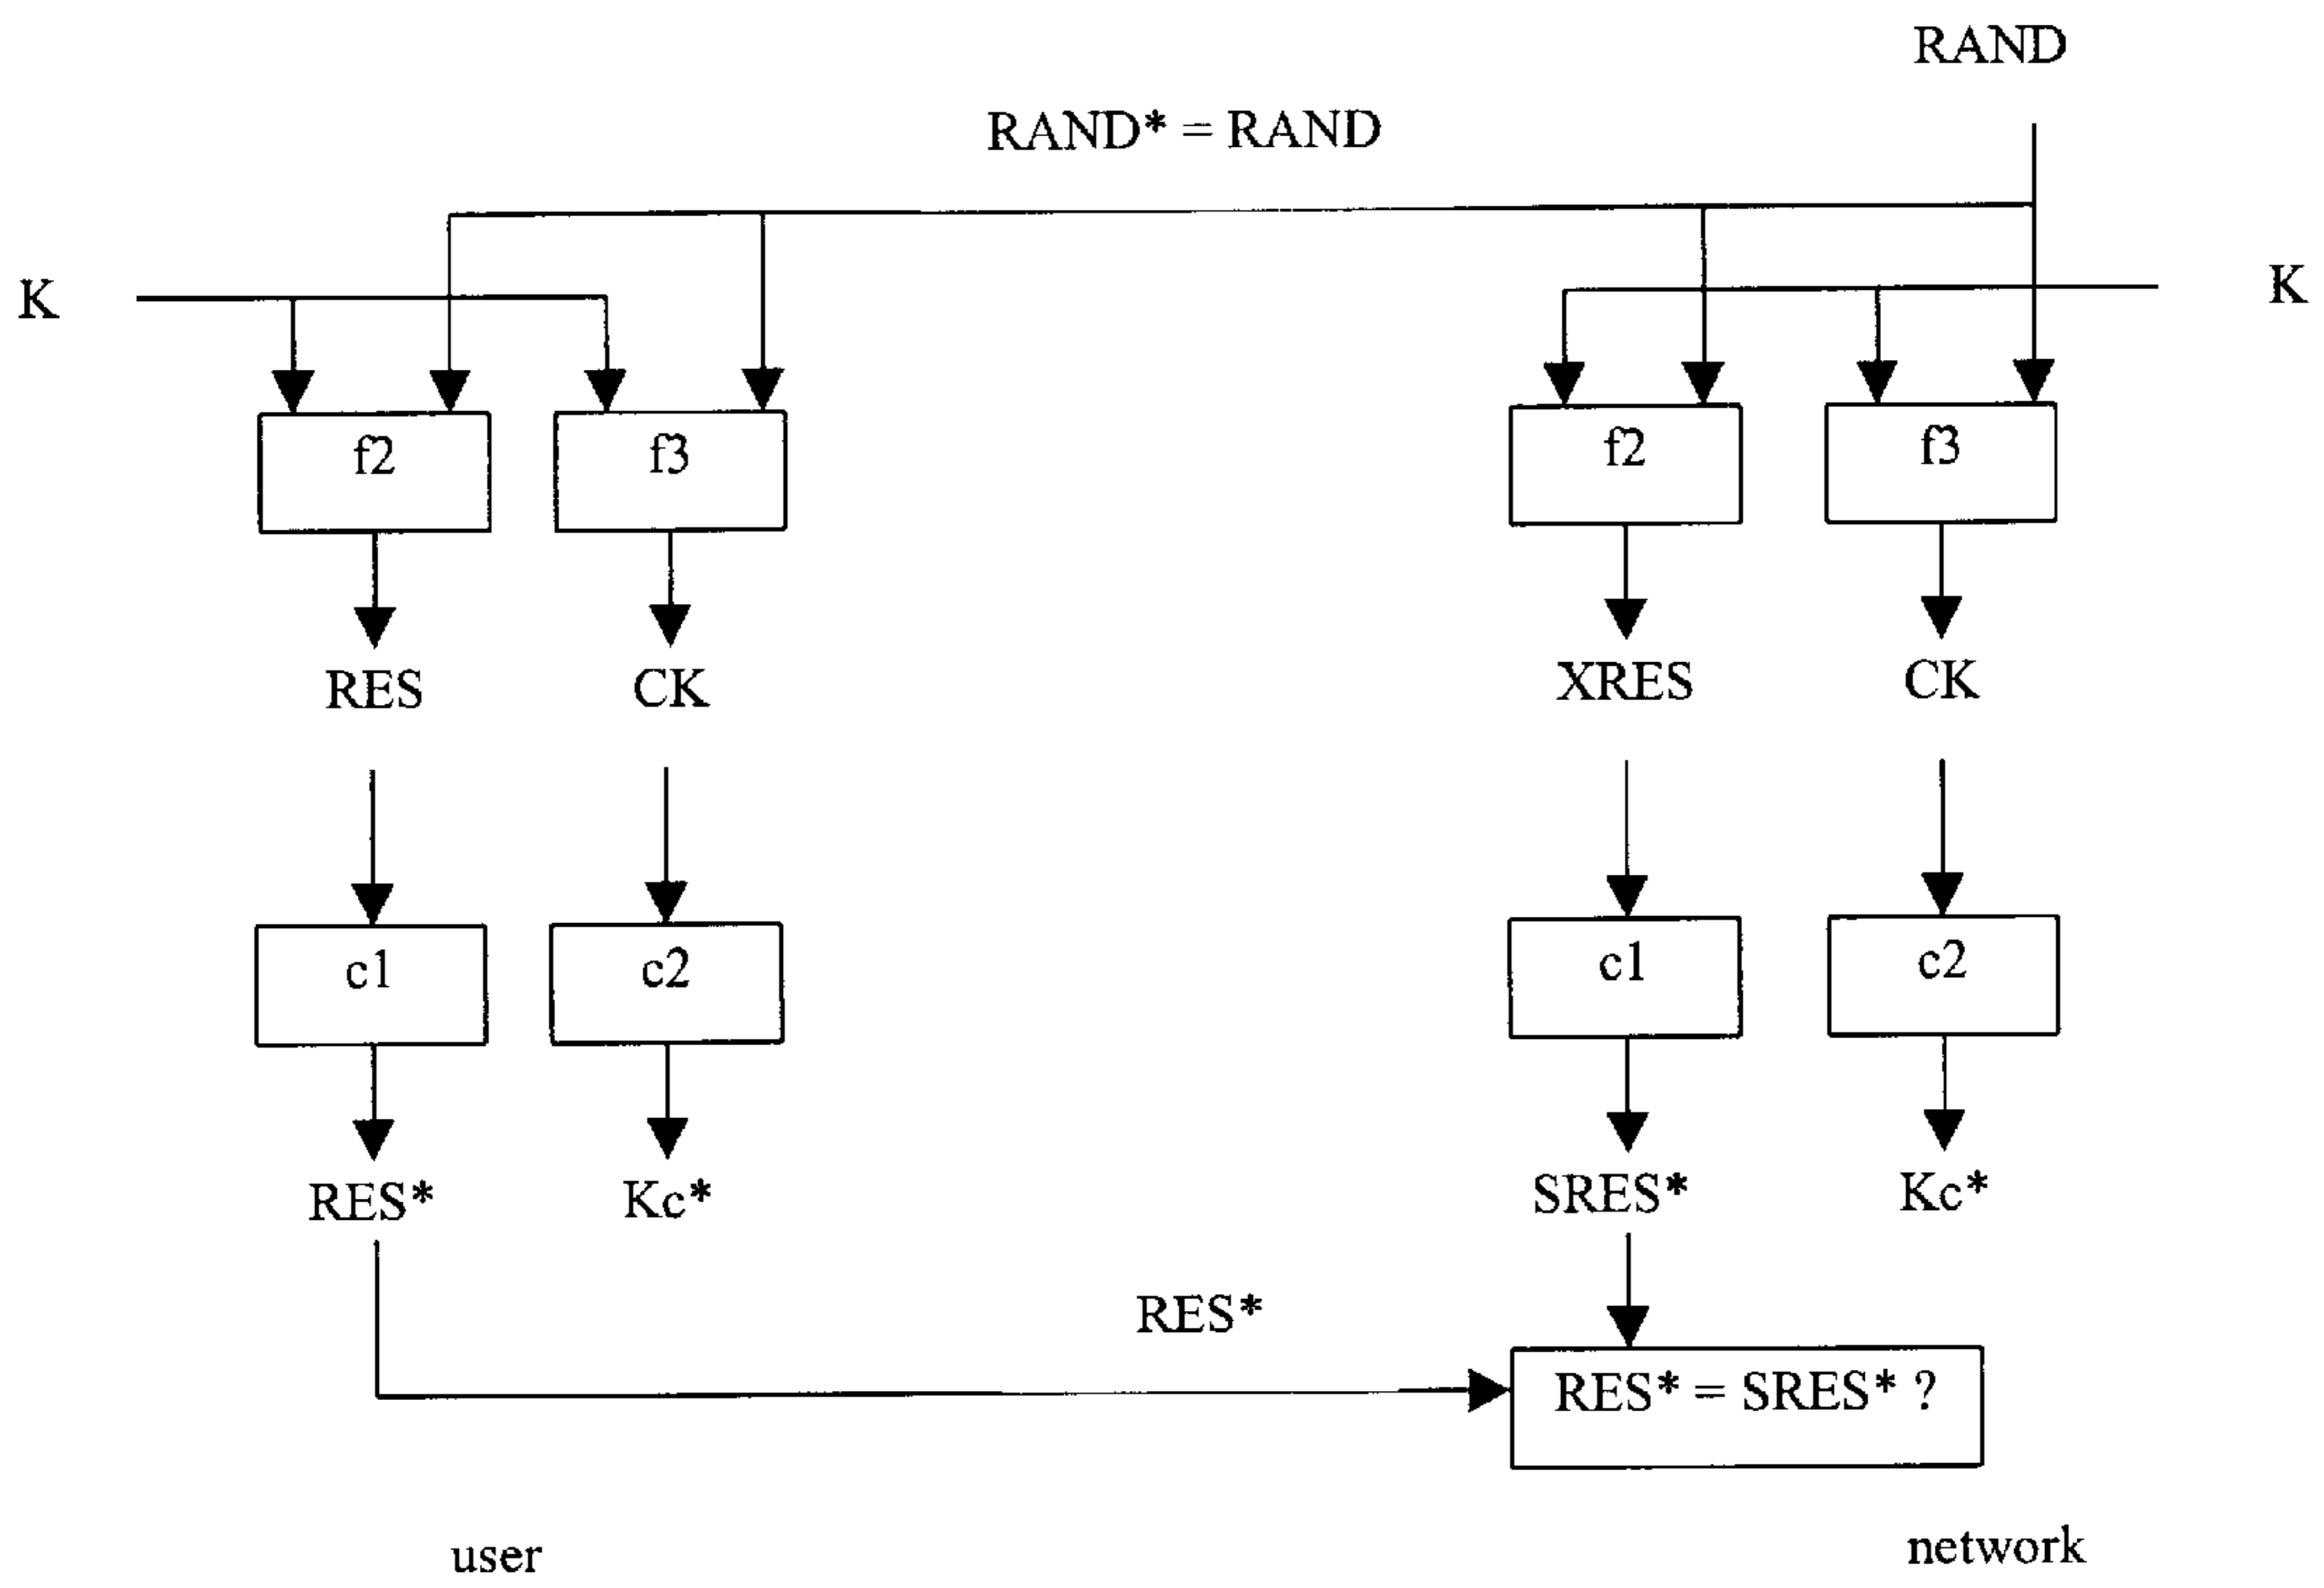 RAND
RAND* = RAND
K
K
f2
f3
f2
f3
RES
CK
XRES
CK
c1
c2
c1
c2
RES*
Kc*
SRES*
Kc*
RES*
RES* = SRES* ?
user
network